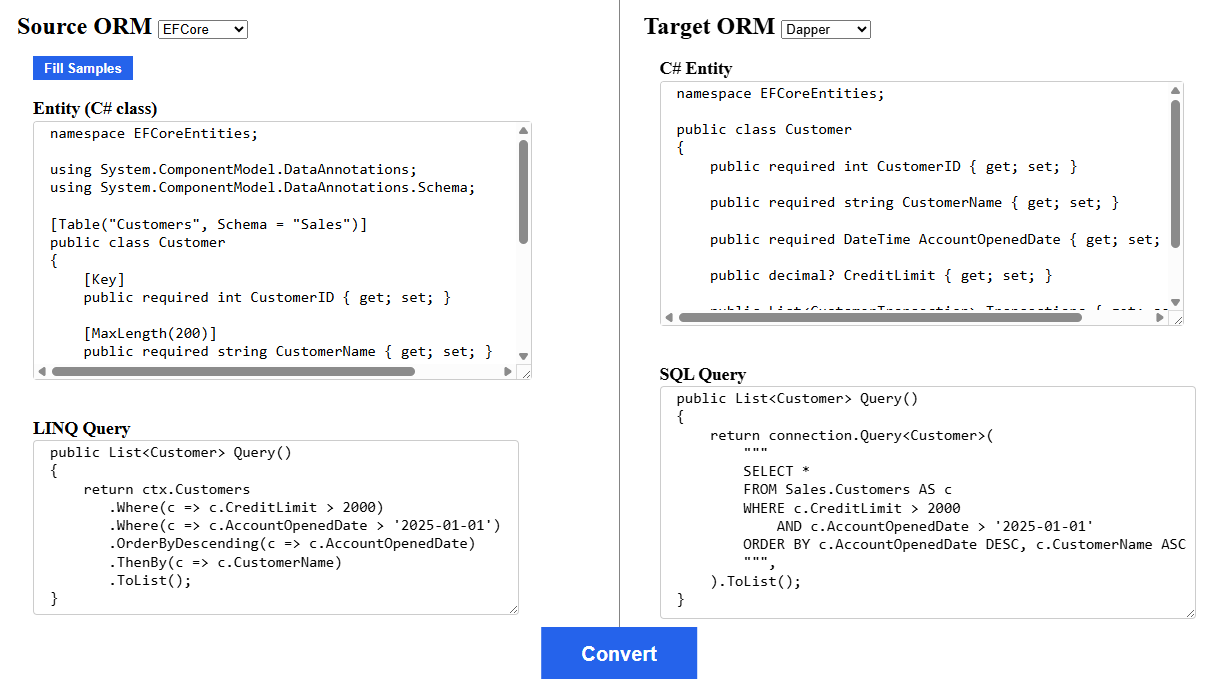 Source ORM EFCore
Fill Samples
Entity (C# class)
namespace EFCoreEntities;
using System.ComponentModel.DataAnnotations;
using System.ComponentModel.DataAnnotations.Schema;
[Table("Customers", Schema = "Sales")]
public class Customer
{
    [Key]
    public required int CustomerID { get; set; }
    [MaxLength(200)]
    public required string CustomerName { get; set; }
LINQ Query
public List<Customer> Query()
{
    return ctx.Customers
       .Where(c => c.CreditLimit > 2000)
       .Where(c => c.AccountOpenedDate > '2025-01-01')
       .OrderByDescending(c => c.AccountOpenedDate)
       .ThenBy(c => c.CustomerName)
       .ToList();
}
Target ORM Dapper
C# Entity
namespace EFCoreEntities;
public class Customer
{
    public required int CustomerID { get; set; }
    public required string CustomerName { get; set; }
    public required DateTime AccountOpenedDate { get; set;
    public decimal? CreditLimit { get; set; }
SQL Query
public List<Customer> Query()
{
    return connection.Query<Customer>(
        """
        SELECT *
        FROM Sales.Customers AS c
        WHERE c.CreditLimit > 2000
            AND c.AccountOpenedDate > '2025-01-01'
        ORDER BY c.AccountOpenedDate DESC, c.CustomerName ASC
        """,
    ).ToList();
}
Convert